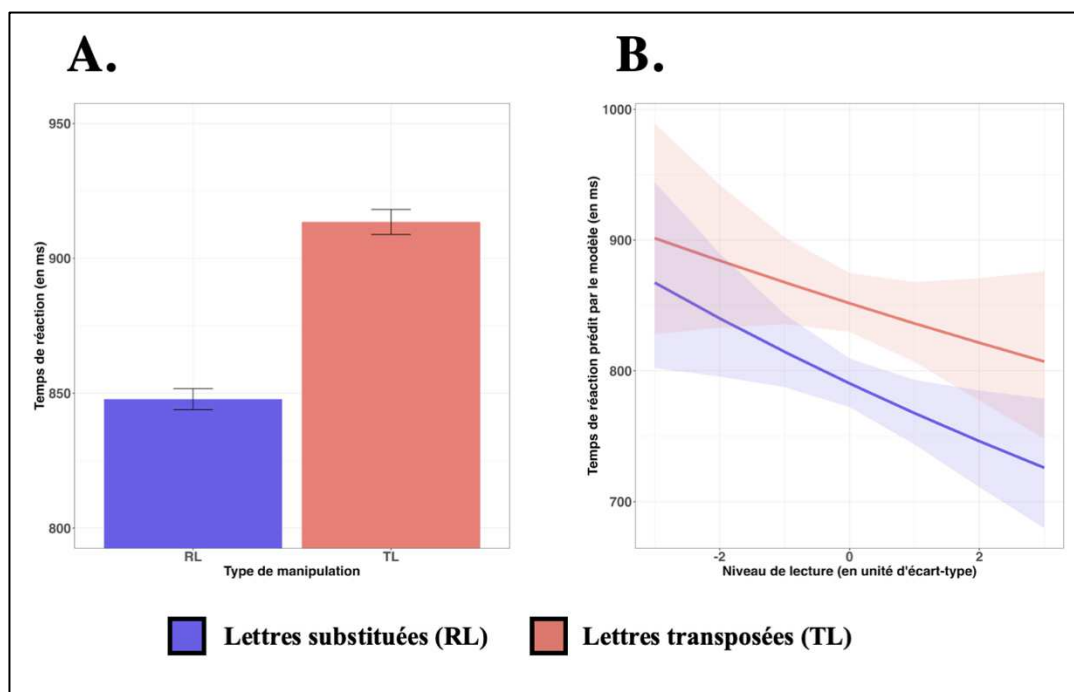 A.
950
900
850
800
Temps de réaction (en ms)
RL
TL
Type de manipulation
B.
1000
900
800
700
Temps de réaction prédit par le modèle (en ms)
-2
0
2
Niveau de lecture (en unité d'écart-type)
Lettres substituées (RL)
Lettres transposées (TL)